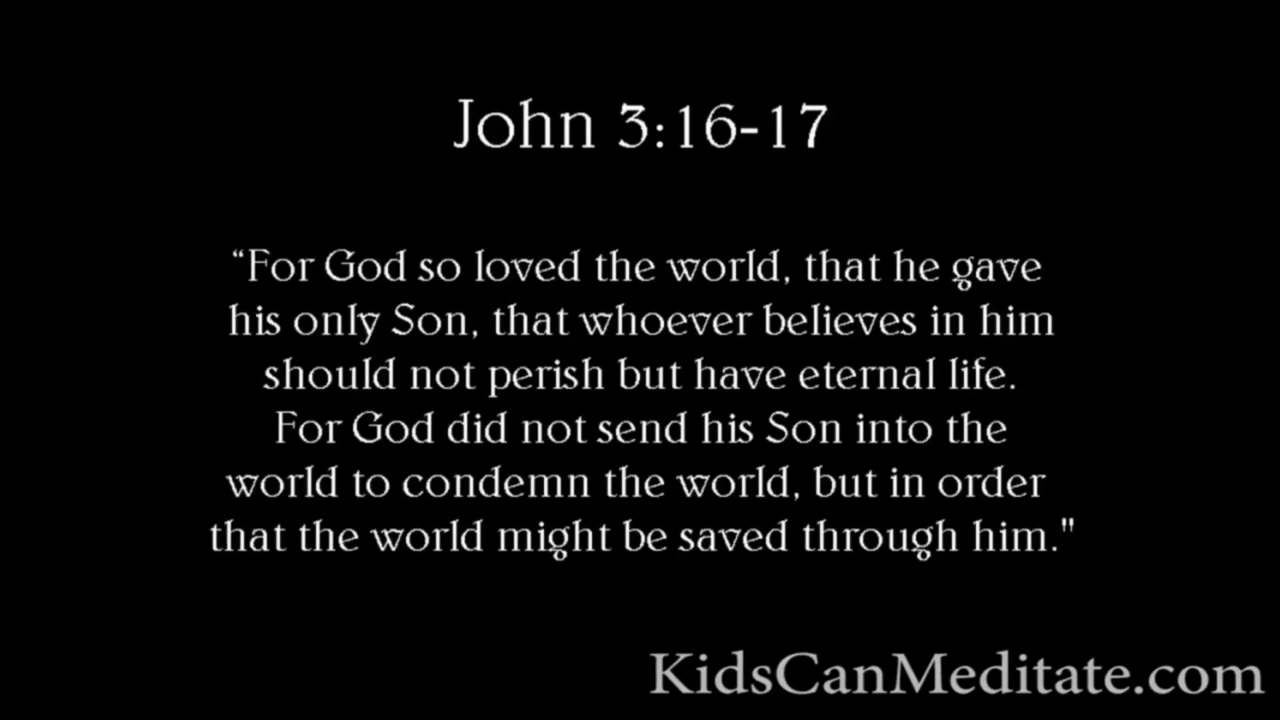 John 3:16-17
“For God so loved the world, that he gave
his only Son, that whoever believes in him
should not perish but have eternal life.
For God did not send his Son into the
world to condemn the world, but in order
that the world might be saved through him."
KidsCanMeditate.com